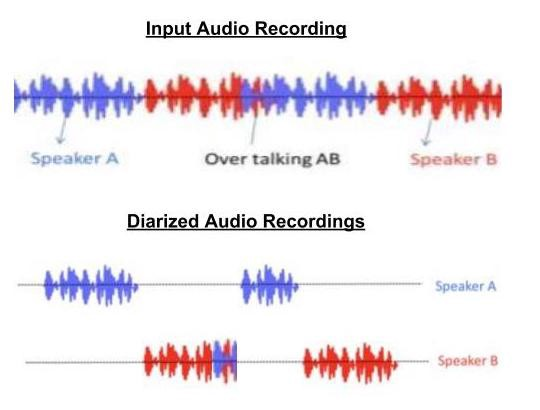 Input Audio Recording
Speaker A
Over talking AB
Speaker B
Diarized Audio Recordings
Speaker A
Speaker B